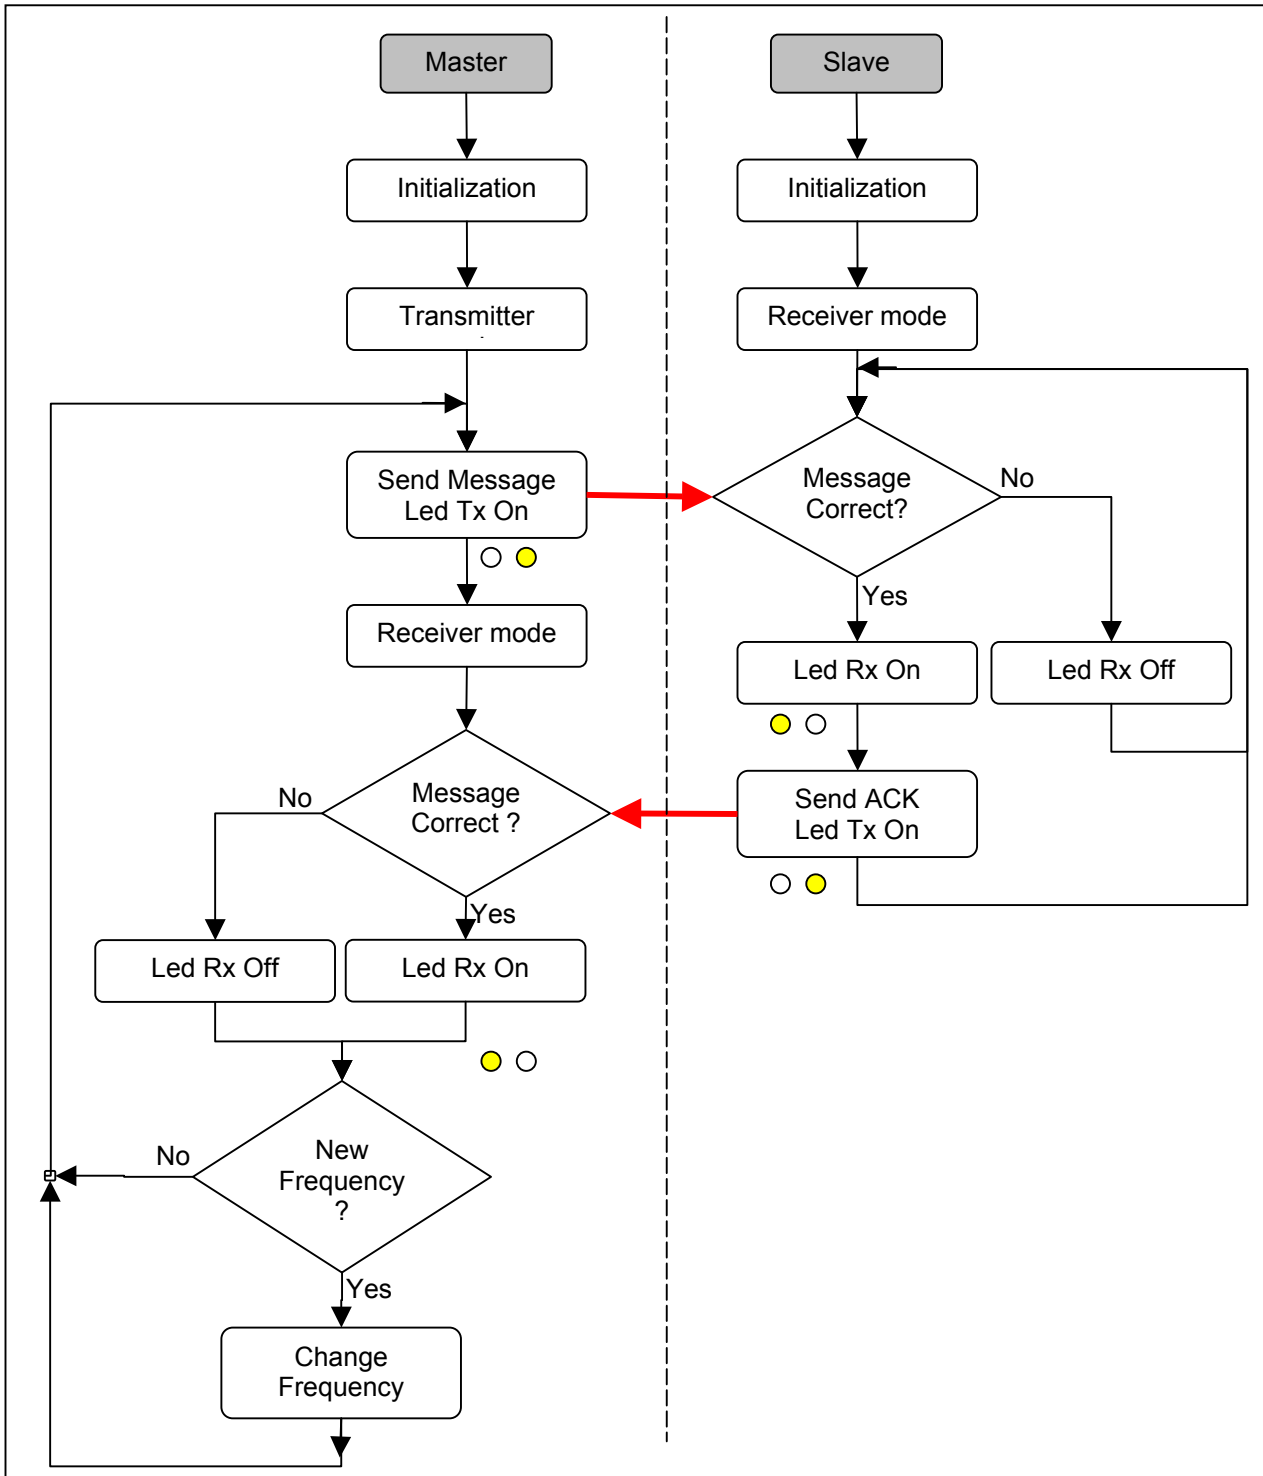 Master
Initialization
Transmitter
Send Message
Led Tx On
Receiver mode
Message
Correct ?
No
Yes
Led Rx Off
Led Rx On
New
Frequency
?
No
Yes
Change
Frequency
Slave
Initialization
Receiver mode
Message
Correct?
No
Yes
Led Rx On
Led Rx Off
Send ACK
Led Tx On